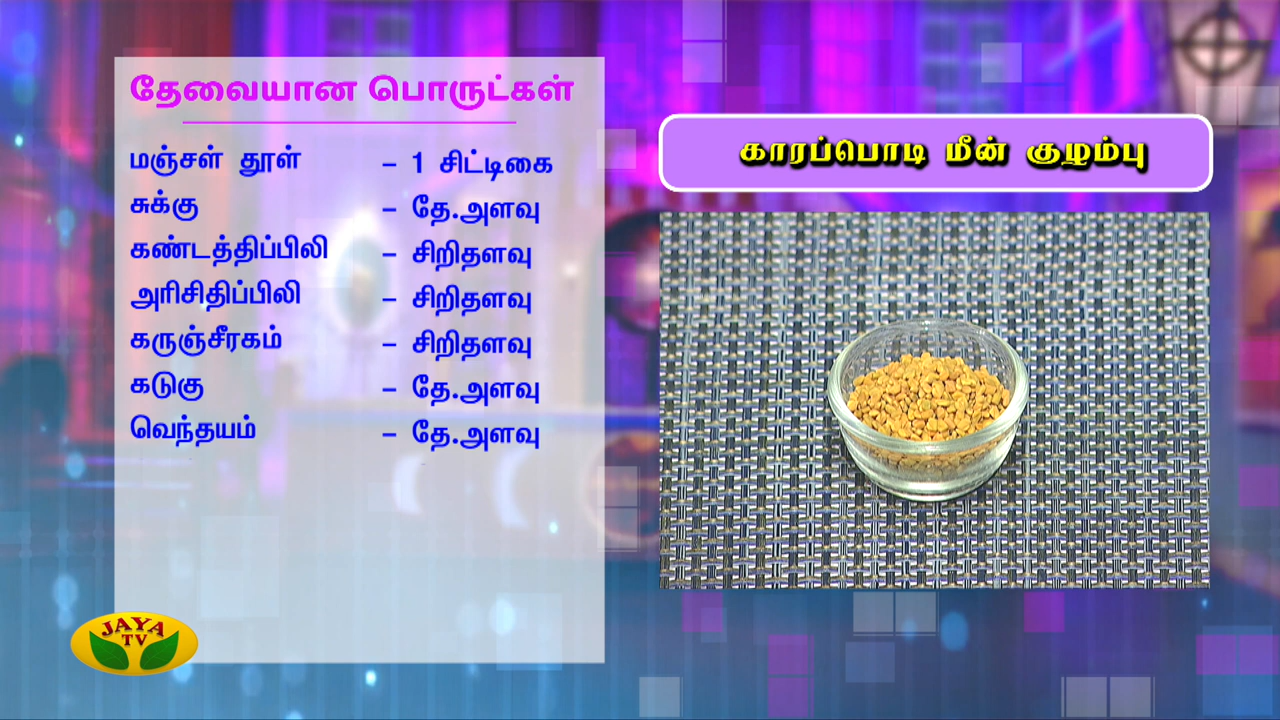 தேவையான பொருட்கள்
மஞ்சள் தூள் - 1 சிட்டிகை
சுக்கு - தே.அளவு
கண்டத்திப்பிலி - சிறிதளவு
அரிசிதிப்பிலி - சிறிதளவு
கருஞ்சீரகம் - சிறிதளவு
கடுகு - தே.அளவு
வெந்தயம் - தே.அளவு
காரப்பொடி மீன் குழம்பு
JAYA
TV